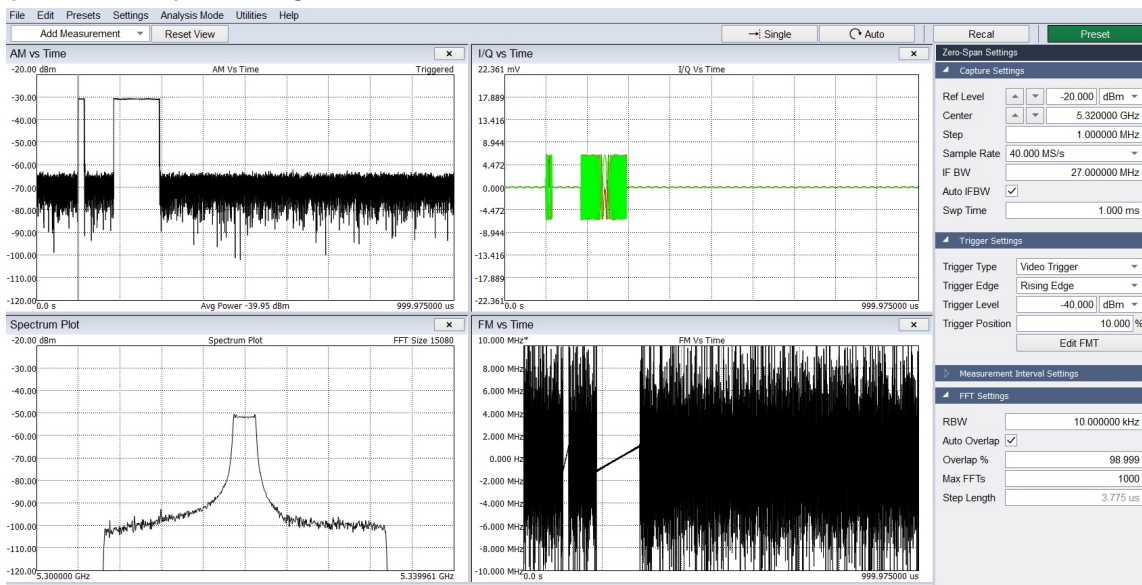 File Edit Presets Settings Analysis Mode Utilities Help
Add Measurement Reset View Single Auto Recal Preset
AM vs Time
-20.00 dBm AM Vs Time Triggered
-30.00
-40.00
-50.00
-60.00
-70.00
-80.00
-90.00
-100.00
-110.00
-120.00
0.0 s Avg Power -39.95 dBm 999.975000 us
I/Q vs Time
22.361 mV I/Q Vs Time
17.889
13.416
8.944
4.472
0.000
-4.472
-8.944
-13.416
-17.889
-22.361
0.0 s 999.975000 us
Spectrum Plot
-20.00 dBm Spectrum Plot FFT Size 15080
-30.00
-40.00
-50.00
-60.00
-70.00
-80.00
-90.00
-100.00
-110.00
-120.00
5.300000 GHz 5.339961 GHz
FM vs Time
10.000 MHz* FM Vs Time
8.000 MHz
6.000 MHz
4.000 MHz
2.000 MHz
0.000 Hz
-2.000 MHz
-4.000 MHz
-6.000 MHz
-8.000 MHz
-10.000 MHz
0.0 s 999.975000 us
Zero-Span Settings
Capture Settings
Ref Level -20.000 dBm
Center 5.320000 GHz
Step 1.000000 MHz
Sample Rate 40.000 MS/s
IF BW 27.000000 MHz
Auto IFBW
Swp Time 1.000 ms
Trigger Settings
Trigger Type Video Trigger
Trigger Edge Rising Edge
Trigger Level -40.000 dBm
Trigger Position 10.000 %
Edit FMT
Measurement Interval Settings
FFT Settings
RBW 10.000000 kHz
Auto Overlap
Overlap % 98.999
Max FFTs 1000
Step Length 3.775 us